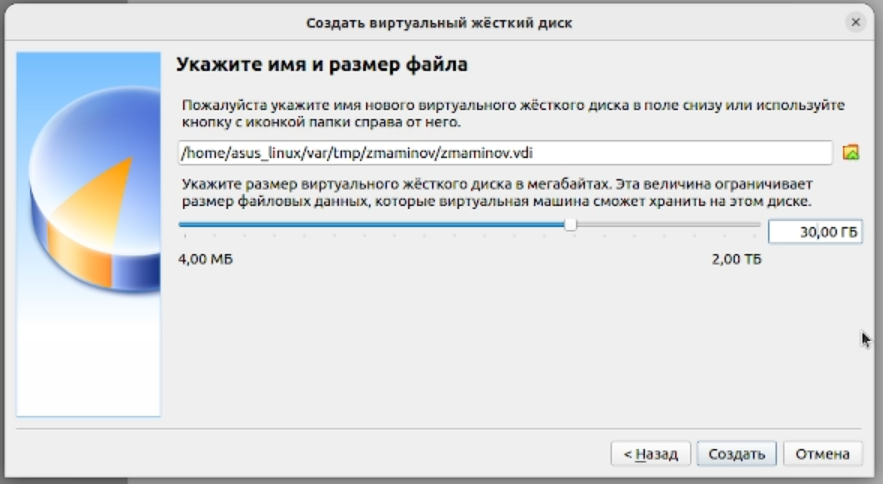 Создать виртуальный жёсткий диск
Укажите имя и размер файла
Пожалуйста укажите имя нового виртуального жёсткого диска в поле снизу или используйте
кнопку с иконкой папки справа от него.
/home/asus_linux/var/tmp/zmaminov/zmaminov.vdi
Укажите размер виртуального жёсткого диска в мегабайтах. Эта величина ограничивает
размер файловых данных, которые виртуальная машина сможет хранить на этом диске.
30,00 ГБ
4,00 МБ 2,00 ТБ
< Назад Создать Отмена